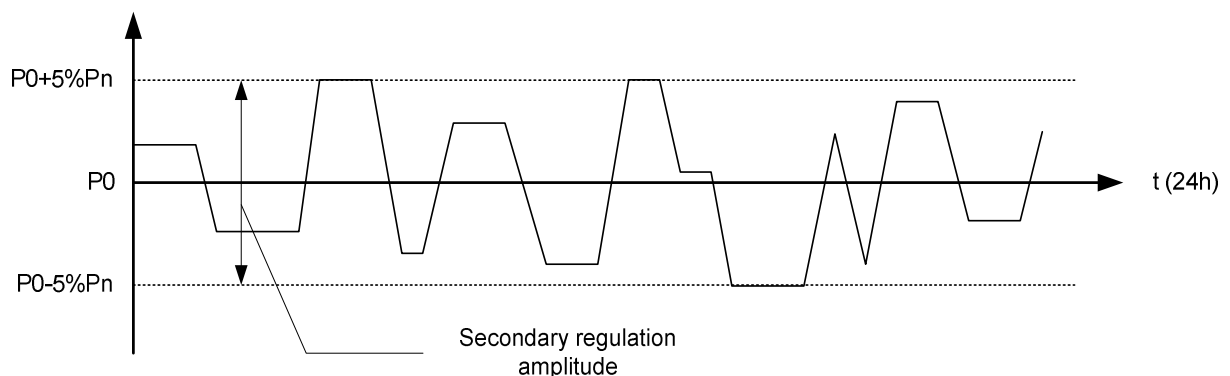 P0+5%Pn
P0
t (24h)
P0-5%Pn
Secondary regulation
amplitude